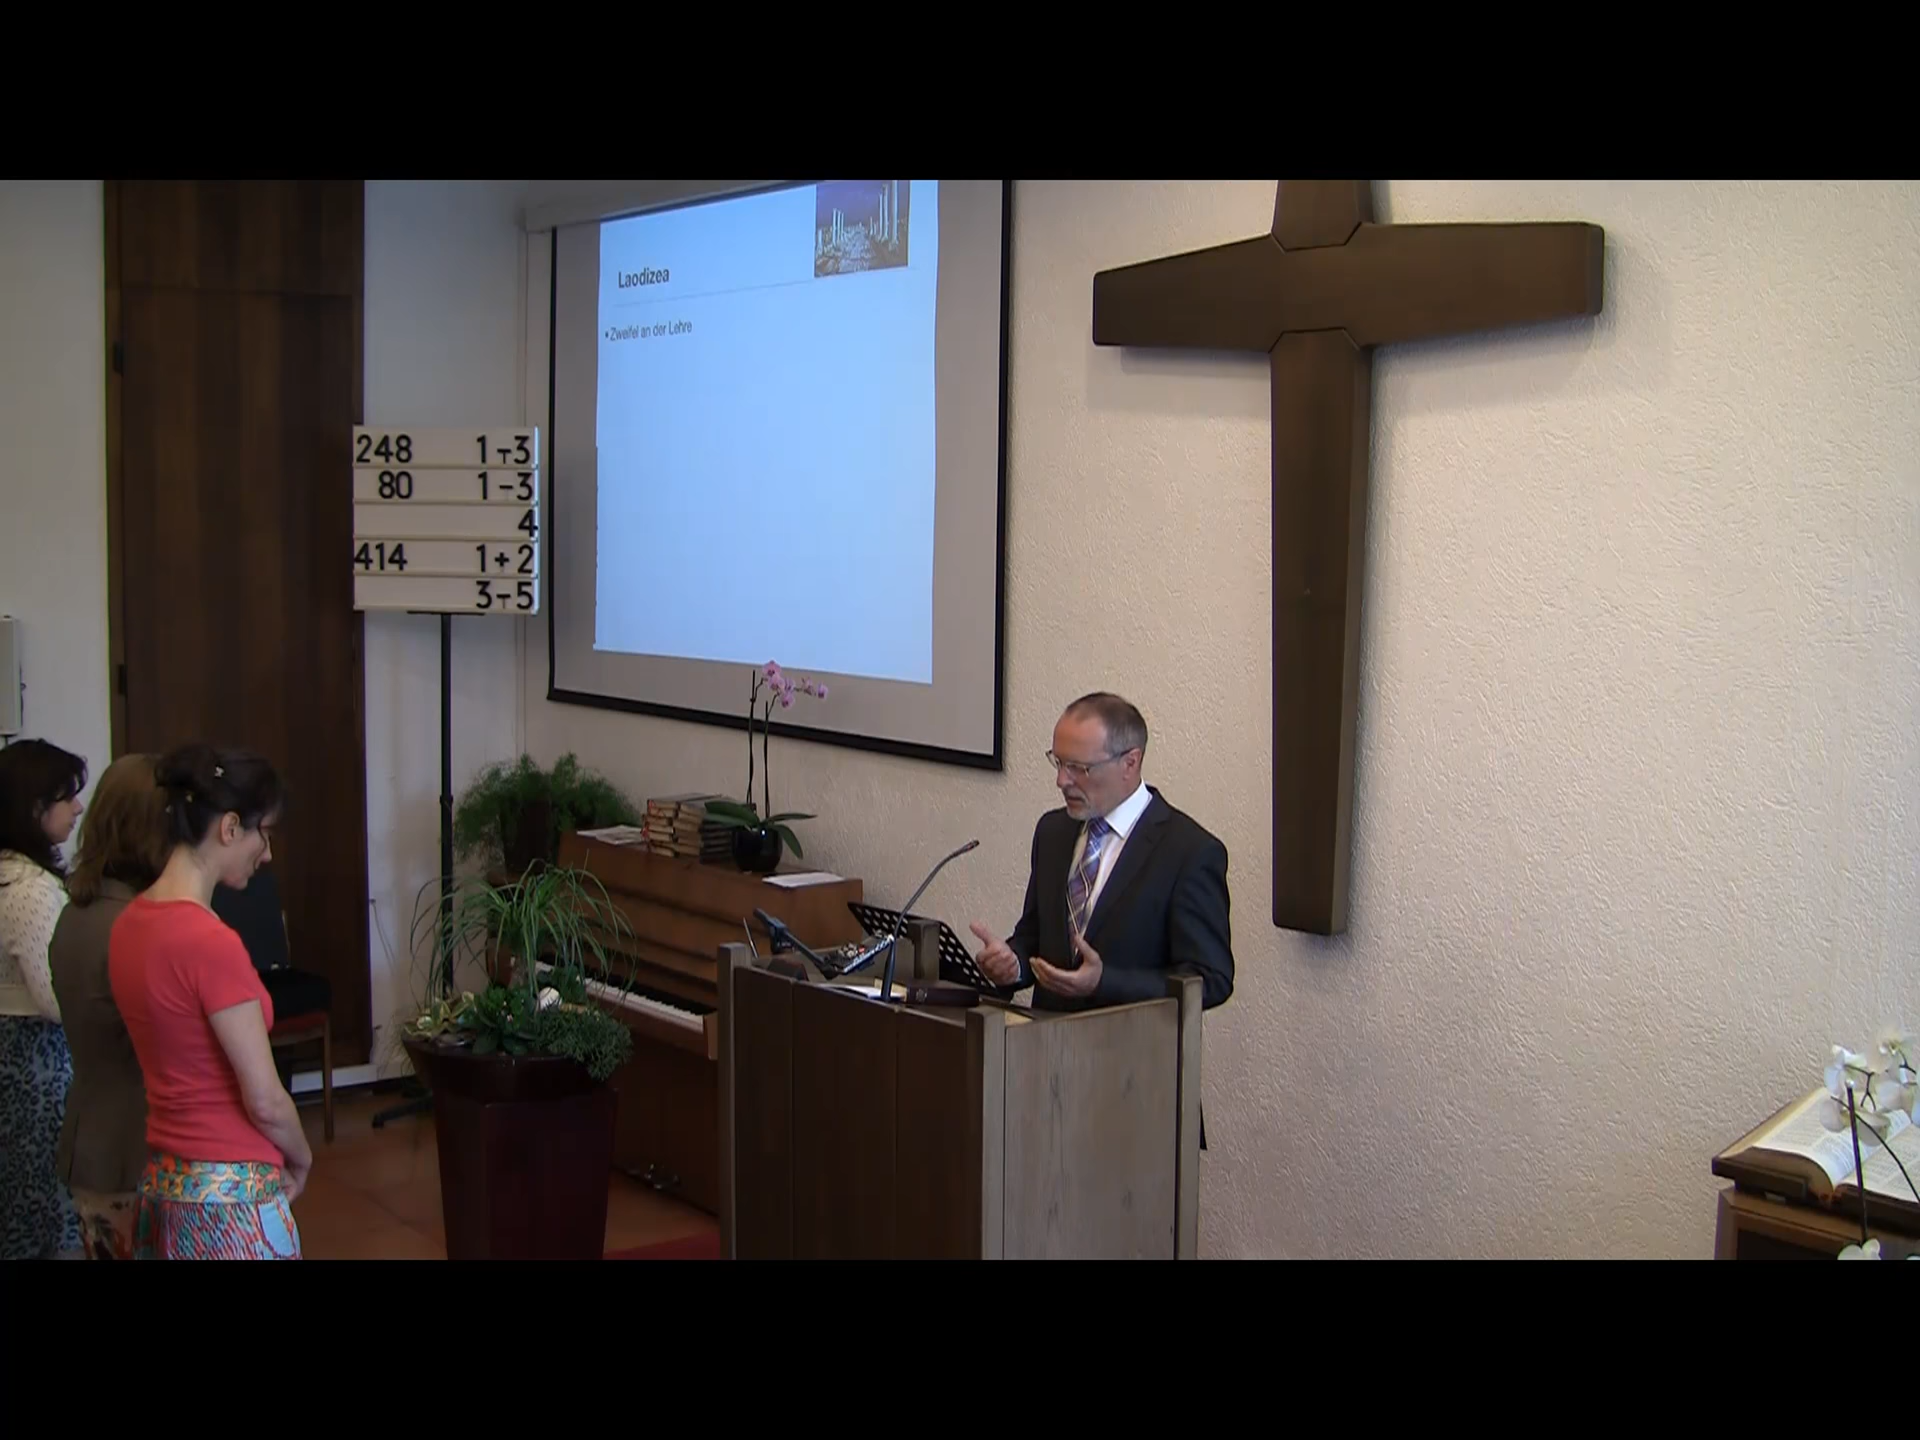 Laodizea
▪ Zweifel an der Lehre
248 1-3
80 1-3
4
414 1+2
3-5